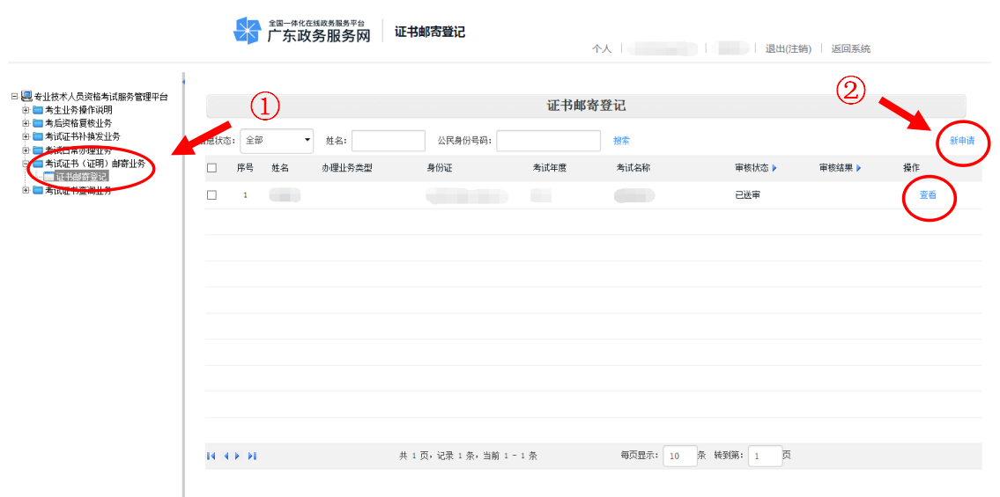 全国一体化在线政务服务平台
广东政务服务网
证书邮寄登记
个人 | | | 退出(注销) | 返回系统
专业技术人员资格考试服务管理平台
考生业务操作说明
考后资格复核业务
考试证书补换发业务
考试日常办理业务
考试证书（证明）邮寄业务
证书邮寄登记
考试证书查询业务
①
②
证书邮寄登记
信息状态: 全部 姓名: 公民身份号码: 搜索 新申请
序号 姓名 办理业务类型 身份证 考试年度 考试名称 审核状态 审核结果 操作
1 已送审 查看
共 1 页, 记录 1 条, 当前 1 - 1 条 每页显示: 10 条 转到第: 1 页